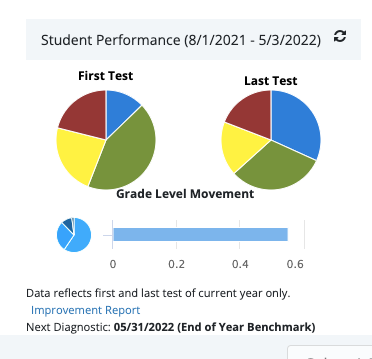 Student Performance (8/1/2021 - 5/3/2022)
First Test
Last Test
Grade Level Movement
0 0.2 0.4 0.6
Data reflects first and last test of current year only.
Improvement Report
Next Diagnostic: 05/31/2022 (End of Year Benchmark)